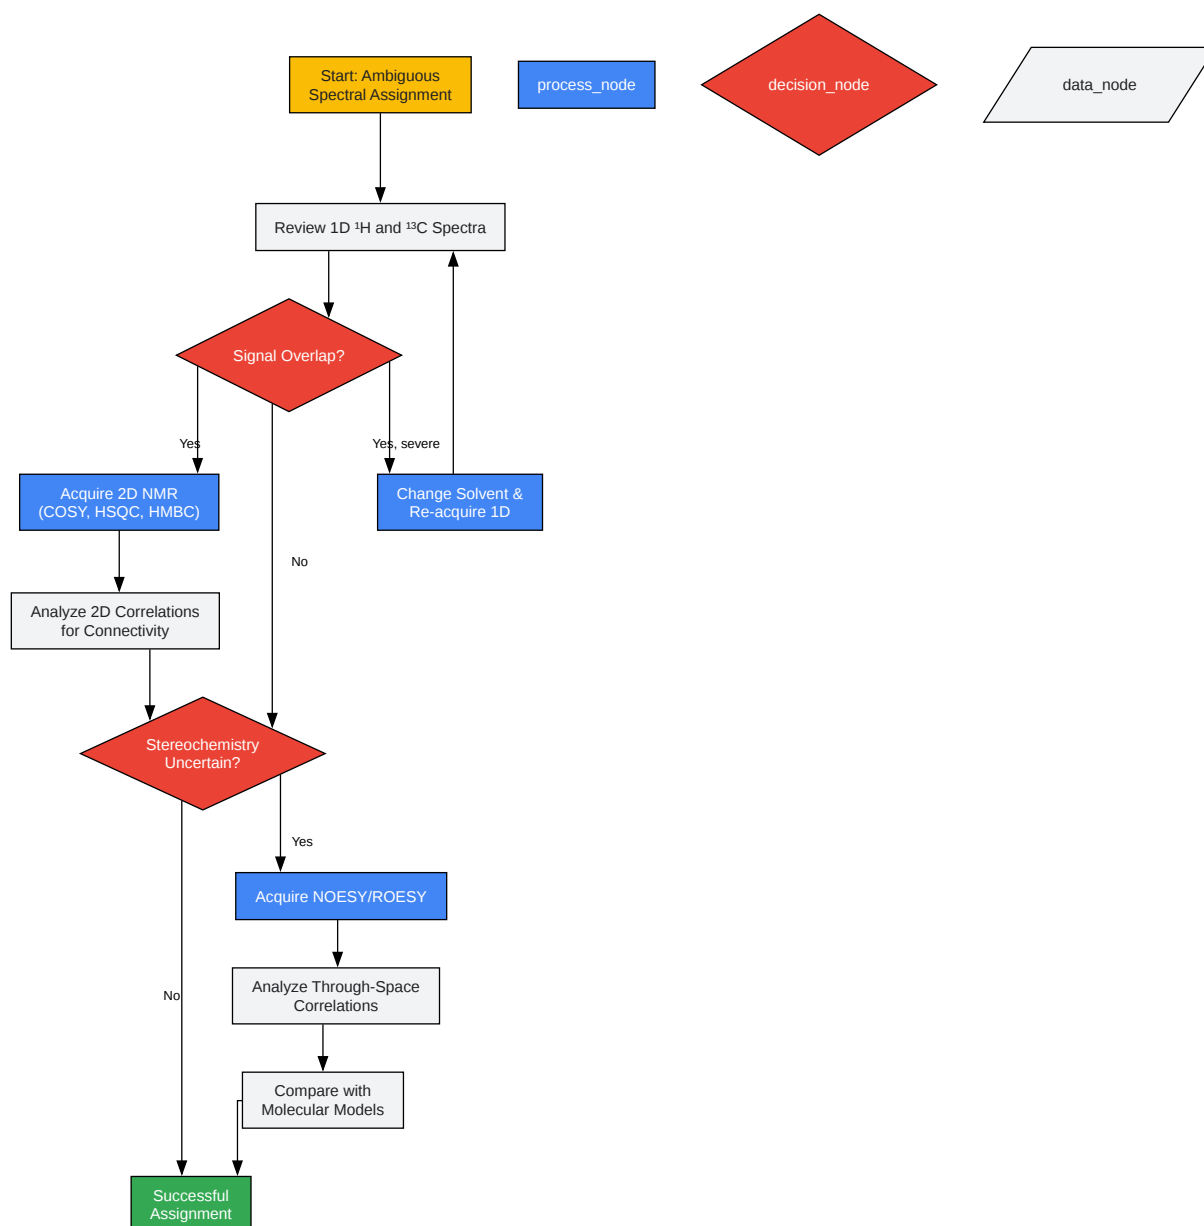 Start: Ambiguous
Spectral Assignment
process_node
decision_node
data_node
Review 1D ¹H and ¹³C Spectra
Signal Overlap?
Yes
Yes, severe
Acquire 2D NMR
(COSY, HSQC, HMBC)
Change Solvent &
Re-acquire 1D
No
Analyze 2D Correlations
for Connectivity
Stereochemistry
Uncertain?
Yes
Acquire NOESY/ROESY
Analyze Through-Space
Correlations
No
Compare with
Molecular Models
Successful
Assignment